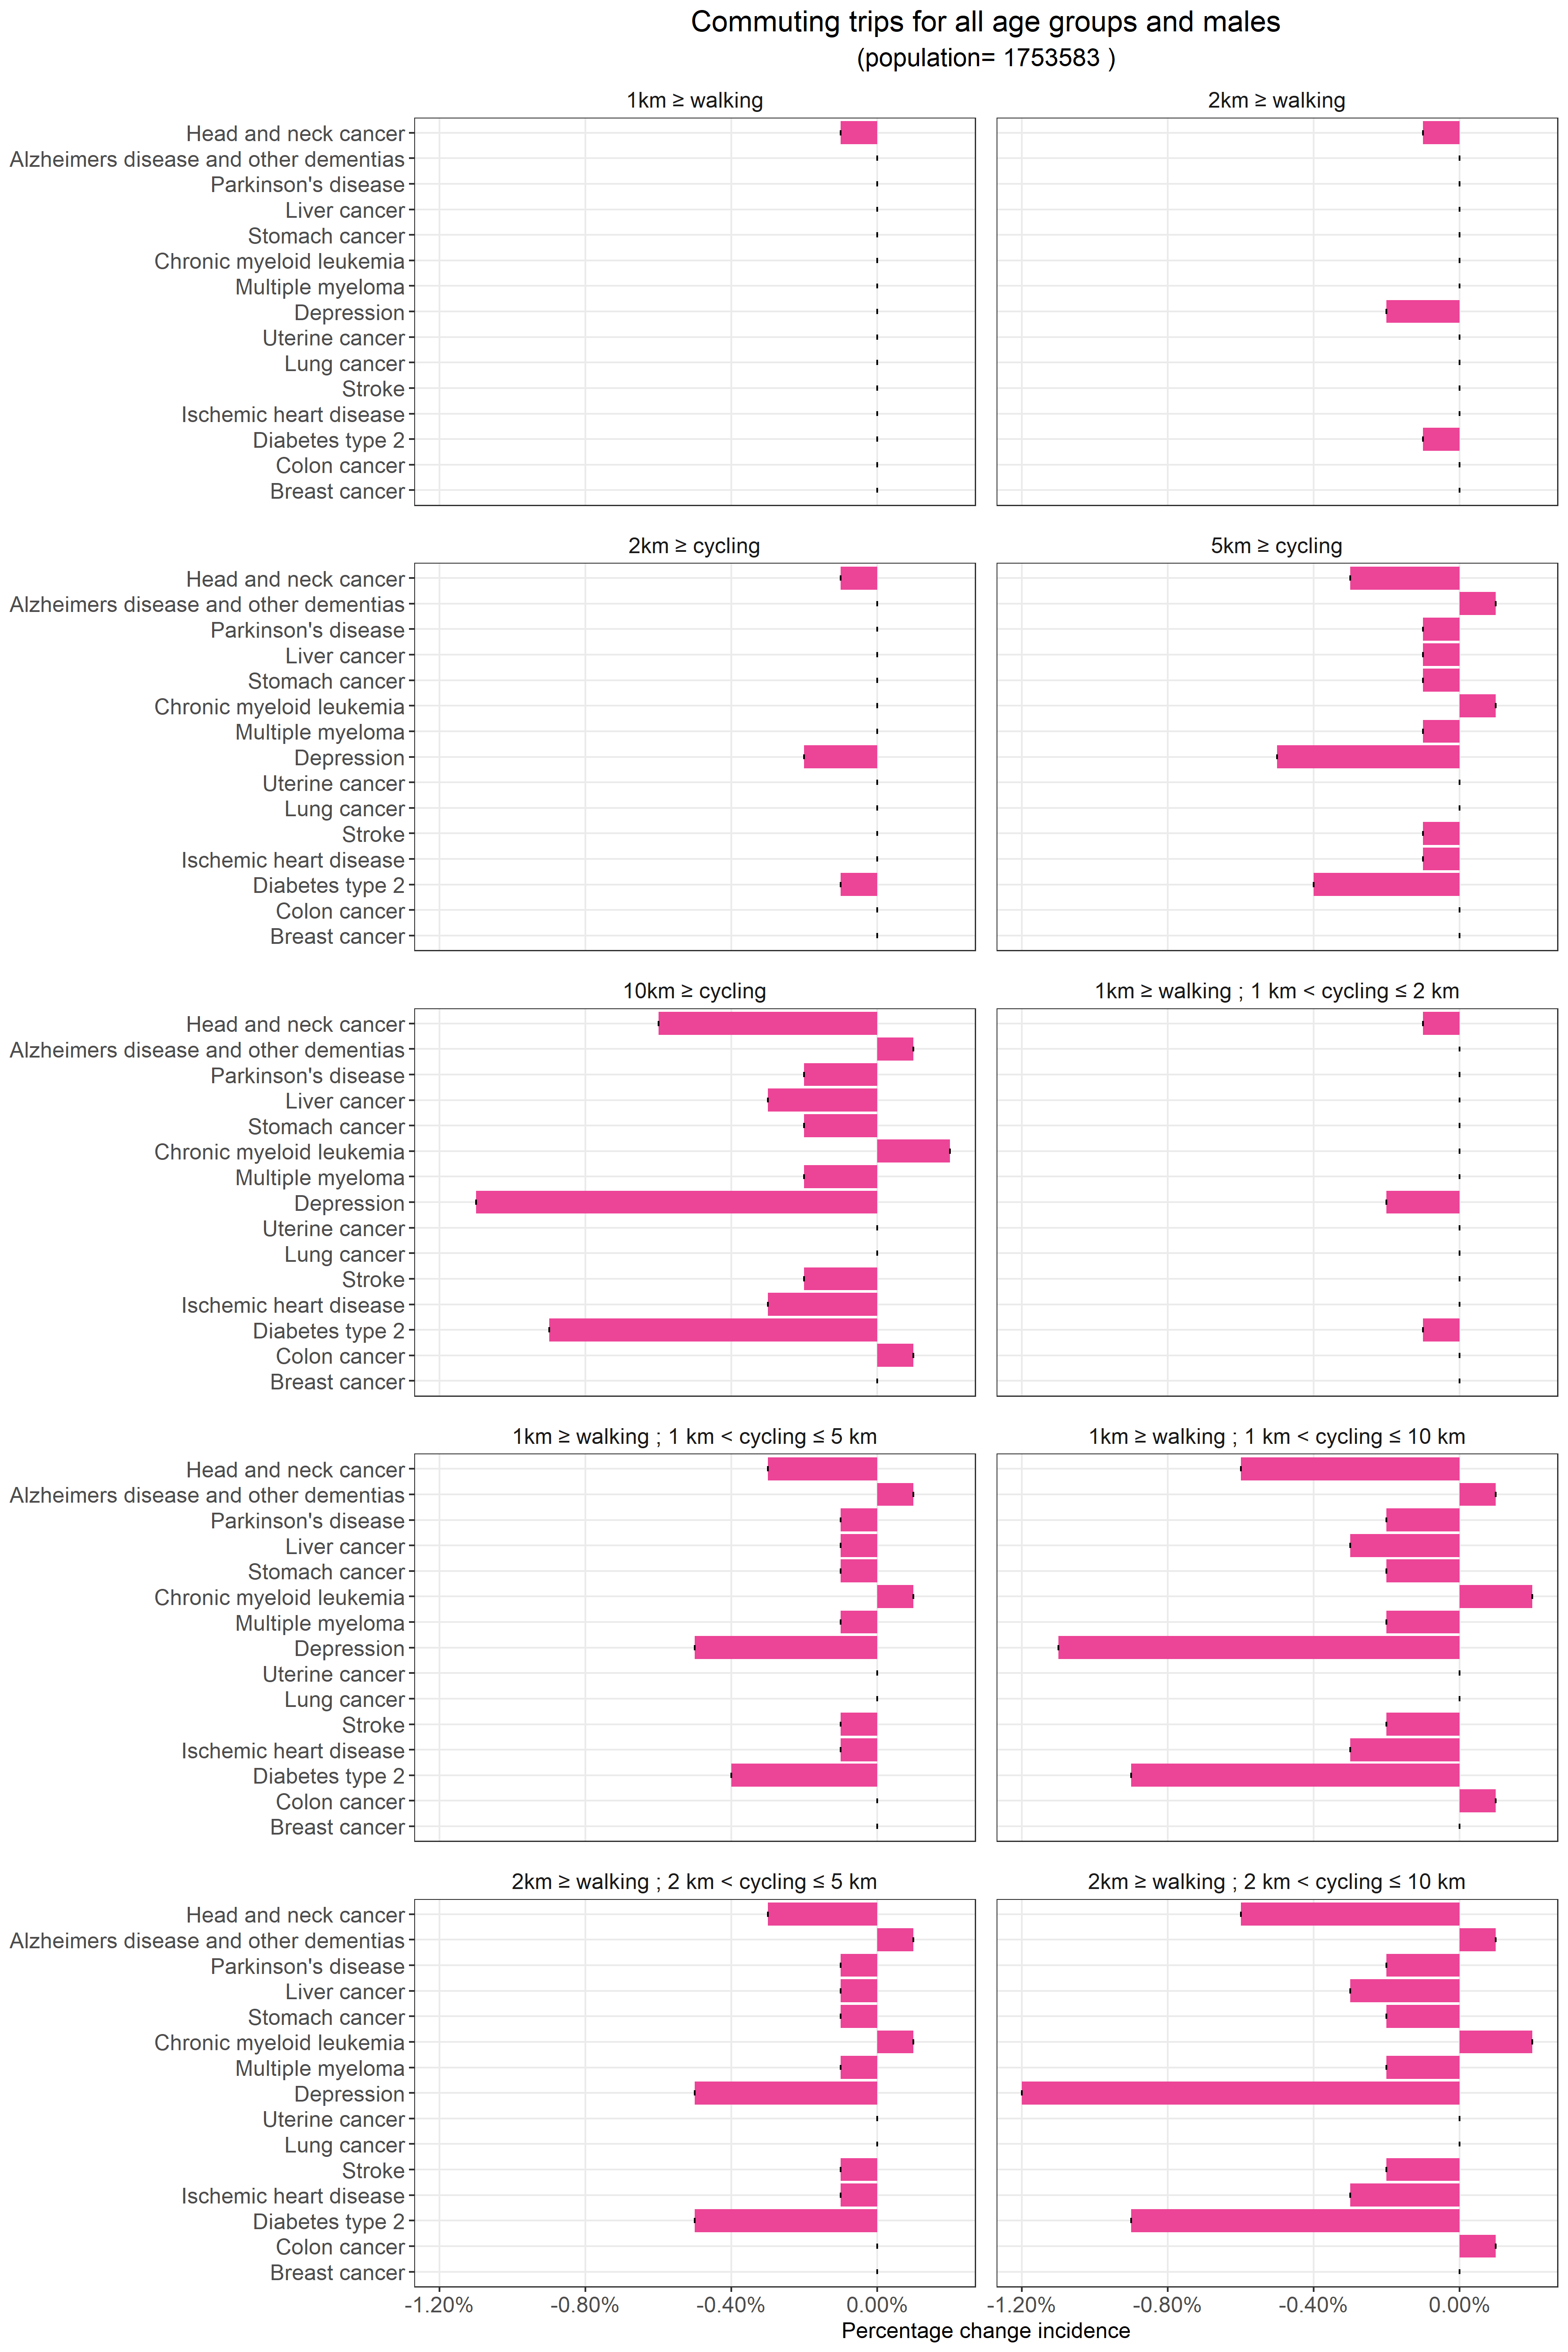 Commuting trips for all age groups and males
(population= 1753583 )
1km ≥ walking
2km ≥ walking
Head and neck cancer
Alzheimers disease and other dementias
Parkinson's disease
Liver cancer
Stomach cancer
Chronic myeloid leukemia
Multiple myeloma
Depression
Uterine cancer
Lung cancer
Stroke
Ischemic heart disease
Diabetes type 2
Colon cancer
Breast cancer
2km ≥ cycling
5km ≥ cycling
Head and neck cancer
Alzheimers disease and other dementias
Parkinson's disease
Liver cancer
Stomach cancer
Chronic myeloid leukemia
Multiple myeloma
Depression
Uterine cancer
Lung cancer
Stroke
Ischemic heart disease
Diabetes type 2
Colon cancer
Breast cancer
10km ≥ cycling
1km ≥ walking ; 1 km < cycling ≤ 2 km
Head and neck cancer
Alzheimers disease and other dementias
Parkinson's disease
Liver cancer
Stomach cancer
Chronic myeloid leukemia
Multiple myeloma
Depression
Uterine cancer
Lung cancer
Stroke
Ischemic heart disease
Diabetes type 2
Colon cancer
Breast cancer
1km ≥ walking ; 1 km < cycling ≤ 5 km
1km ≥ walking ; 1 km < cycling ≤ 10 km
Head and neck cancer
Alzheimers disease and other dementias
Parkinson's disease
Liver cancer
Stomach cancer
Chronic myeloid leukemia
Multiple myeloma
Depression
Uterine cancer
Lung cancer
Stroke
Ischemic heart disease
Diabetes type 2
Colon cancer
Breast cancer
2km ≥ walking ; 2 km < cycling ≤ 5 km
2km ≥ walking ; 2 km < cycling ≤ 10 km
Head and neck cancer
Alzheimers disease and other dementias
Parkinson's disease
Liver cancer
Stomach cancer
Chronic myeloid leukemia
Multiple myeloma
Depression
Uterine cancer
Lung cancer
Stroke
Ischemic heart disease
Diabetes type 2
Colon cancer
Breast cancer
-1.20% -0.80% -0.40% 0.00% -1.20% -0.80% -0.40% 0.00%
Percentage change incidence